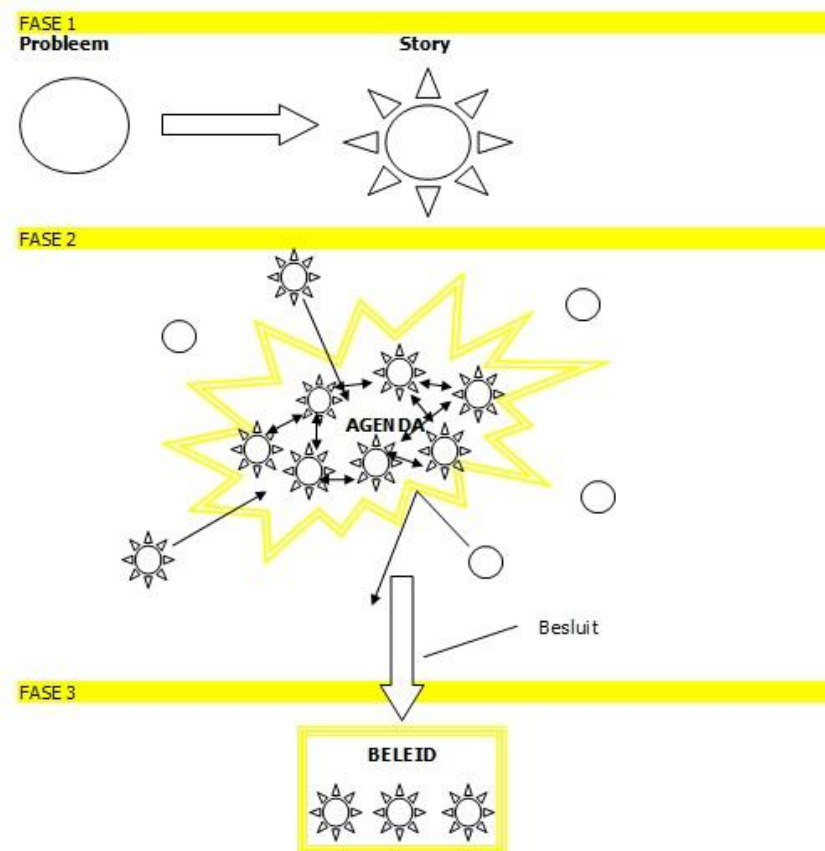 FASE 1
Probleem Story
FASE 2
AGENDA
Besluit
FASE 3
BELEID